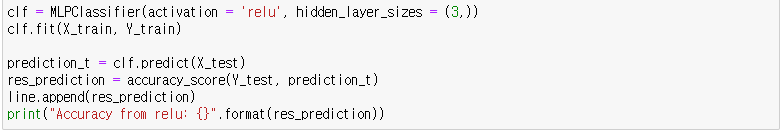 clf = MLPClassifier(activation = 'relu', hidden_layer_sizes = (3,))
clf.fit(X_train, Y_train)
prediction_t = clf.predict(X_test)
res_prediction = accuracy_score(Y_test, prediction_t)
line.append(res_prediction)
print("Accuracy from relu: {}".format(res_prediction))